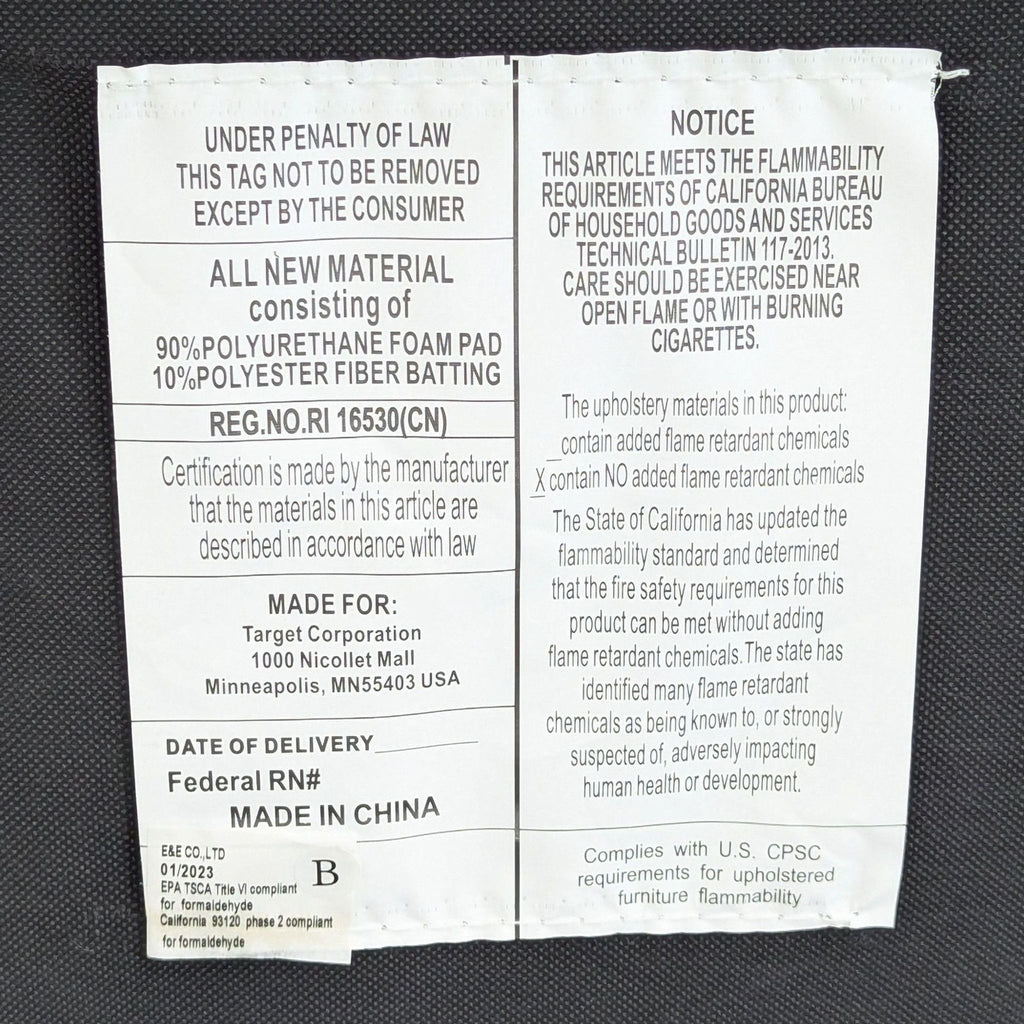 UNDER PENALTY OF LAW
THIS TAG NOT TO BE REMOVED
EXCEPT BY THE CONSUMER
ALL NEW MATERIAL
consisting of
90%POLYURETHANE FOAM PAD
10%POLYESTER FIBER BATTING
REG.NO.RI 16530(CN)
Certification is made by the manufacturer
that the materials in this article are
described in accordance with law
MADE FOR:
Target Corporation
1000 Nicollet Mall
Minneapolis, MN55403 USA
DATE OF DELIVERY
Federal RN#
MADE IN CHINA
E&E CO.,LTD
01/2023
B
EPA TSCA Title VI compliant
for formaldehyde
California 93120 phase 2 compliant
for formaldehyde
NOTICE
THIS ARTICLE MEETS THE FLAMMABILITY
REQUIREMENTS OF CALIFORNIA BUREAU
OF HOUSEHOLD GOODS AND SERVICES
TECHNICAL BULLETIN 117-2013.
CARE SHOULD BE EXERCISED NEAR
OPEN FLAME OR WITH BURNING
CIGARETTES.
The upholstery materials in this product:
_contain added flame retardant chemicals
X contain NO added flame retardant chemicals
The State of California has updated the
flammability standard and determined
that the fire safety requirements for this
product can be met without adding
flame retardant chemicals. The state has
identified many flame retardant
chemicals as being known to, or strongly
suspected of, adversely impacting
human health or development.
Complies with U.S. CPSC
requirements for upholstered
furniture flammability